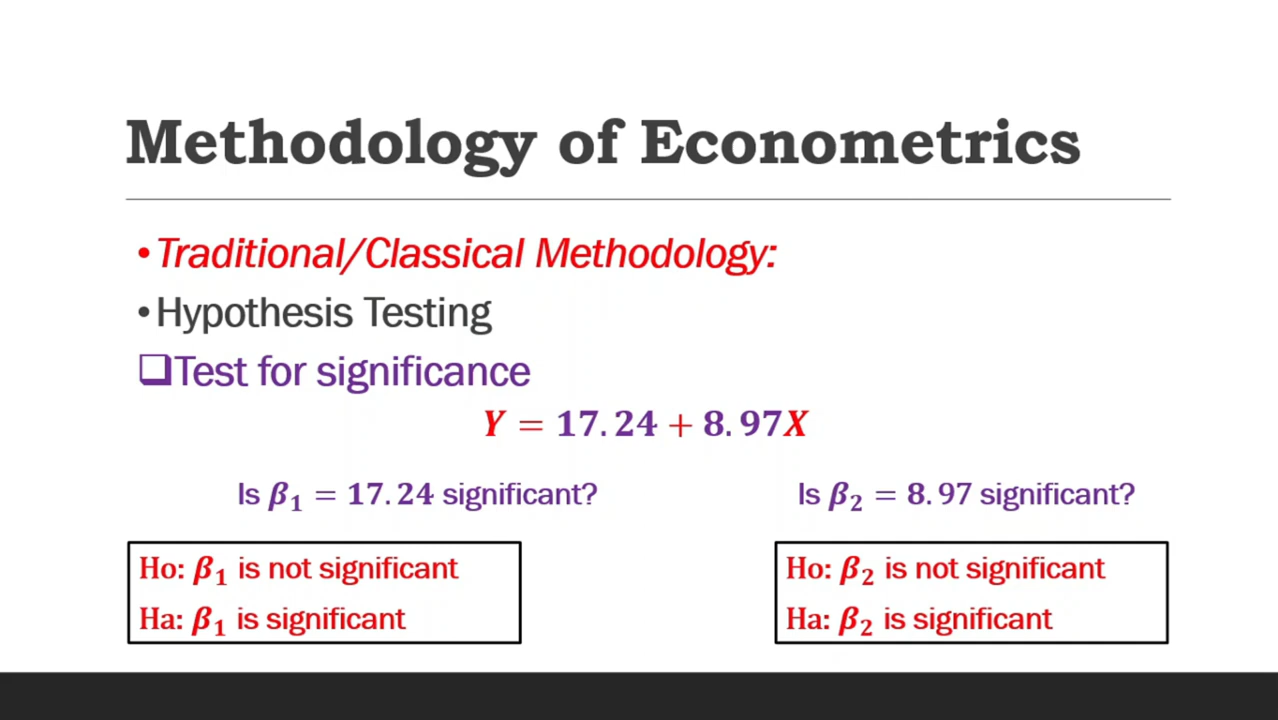 Methodology of Econometrics
•Traditional/Classical Methodology:
•Hypothesis Testing
❑Test for significance
Y = 17.24 + 8.97X
Is β₁ = 17.24 significant?
Is β₂ = 8.97 significant?
Ho: β₁ is not significant
Ha: β₁ is significant
Ho: β₂ is not significant
Ha: β₂ is significant